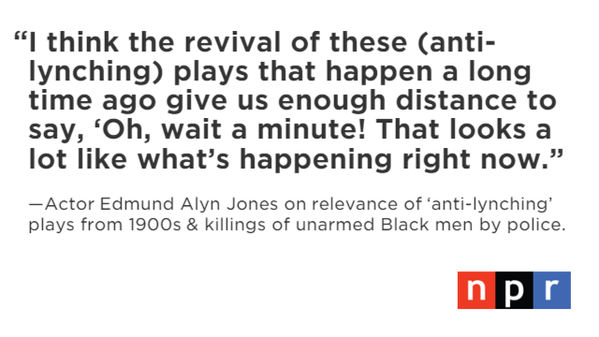 “I think the revival of these (anti-
lynching) plays that happen a long
time ago give us enough distance to
say, ‘Oh, wait a minute! That looks a
lot like what’s happening right now.”
—Actor Edmund Alyn Jones on relevance of ‘anti-lynching’
plays from 1900s & killings of unarmed Black men by police.
npr